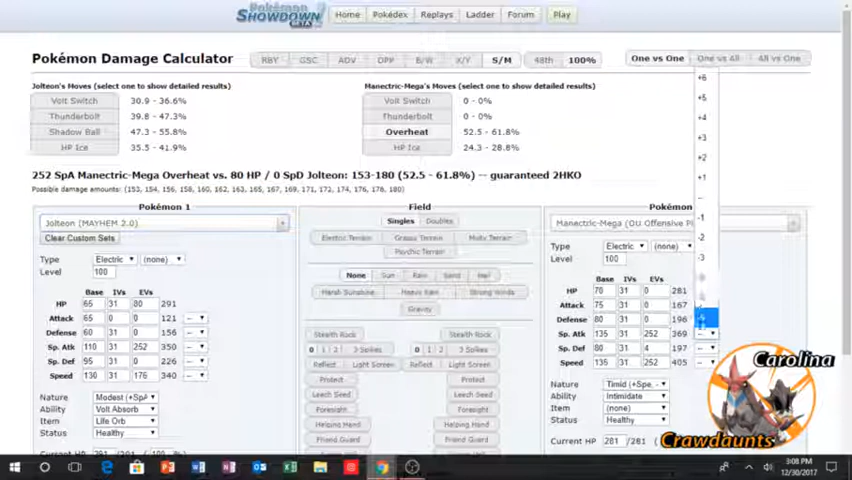 Pokémon SHOWDOWN BETA Home Pokédex Replays Ladder Forum Play
Pokémon Damage Calculator RBY GSC ADV DPP B/W X/Y S/M 48th 100% One vs One One vs All All vs One
Jolteon's Moves (select one to show detailed results)
Volt Switch 30.9 - 36.6%
Thunderbolt 39.8 - 47.3%
Shadow Ball 47.3 - 55.8%
HP Ice 35.5 - 41.9%
Manectric-Mega's Moves (select one to show detailed results)
Volt Switch 0 - 0%
Thunderbolt 0 - 0%
Overheat 52.5 - 61.8%
HP Ice 24.3 - 28.8%
+6
+5
+4
+3
+2
+1
--
-1
-2
-3
252 SpA Manectric-Mega Overheat vs. 80 HP / 0 SpD Jolteon: 153-180 (52.5 - 61.8%) -- guaranteed 2HKO
Possible damage amounts: (153, 154, 156, 158, 160, 162, 163, 165, 167, 169, 171, 172, 174, 176, 178, 180)
Pokémon 1
Jolteon (MAYHEM 2.0)
Clear Custom Sets
Type Electric (none)
Level 100
Base IVs EVs
HP 65 31 80 291
Attack 65 0 0 121 --
Defense 60 31 0 156 --
Sp. Atk 110 31 252 350 --
Sp. Def 95 31 0 226 --
Speed 130 31 176 340 --
Nature Modest (+SpA
Ability Volt Absorb
Item Life Orb
Status Healthy
Field
Singles Doubles
Electric Terrain Grassy Terrain Misty Terrain
Psychic Terrain
None Sun Rain Sand Hail
Harsh Sunshine Heavy Rain Strong Winds
Gravity
Stealth Rock Stealth Rock
0 1 2 3 Spikes 0 1 2 3 Spikes
Reflect Light Screen Reflect Light Screen
Protect Protect
Leech Seed Leech Seed
Foresight Foresight
Helping Hand Helping Hand
Friend Guard Friend Guard
Pokémon
Manectric-Mega (OU Offensive Pi
Type Electric (none)
Level 100
Base IVs EVs
HP 70 31 0 281
Attack 75 31 0 167
Defense 80 31 0 196
Sp. Atk 135 31 252 369 --
Sp. Def 80 31 4 197 --
Speed 135 31 252 405 --
Nature Timid (+Spe,
Ability Intimidate
Item (none)
Status Healthy
Current HP 281 /281
Carolina
Crawdaunts
3:08 PM
12/30/2017